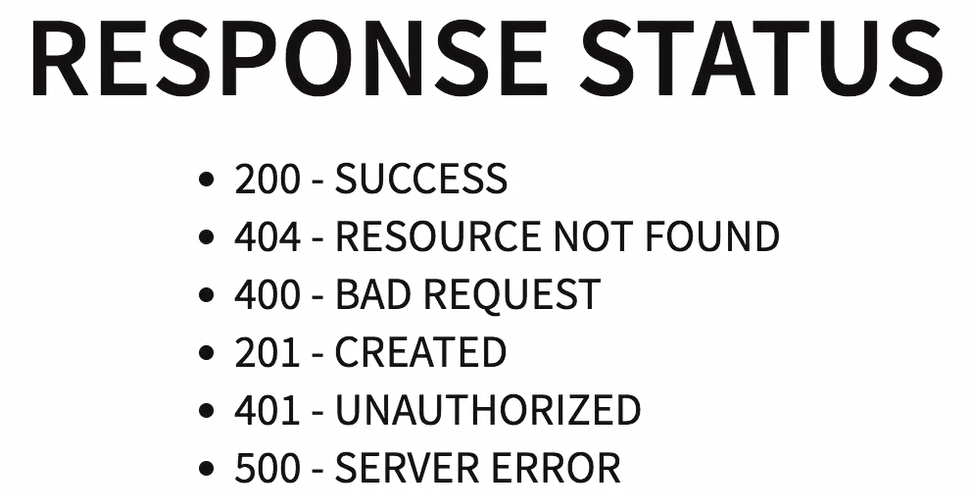 RESPONSE STATUS
• 200 - SUCCESS
• 404 - RESOURCE NOT FOUND
• 400 - BAD REQUEST
• 201 - CREATED
• 401 - UNAUTHORIZED
• 500 - SERVER ERROR